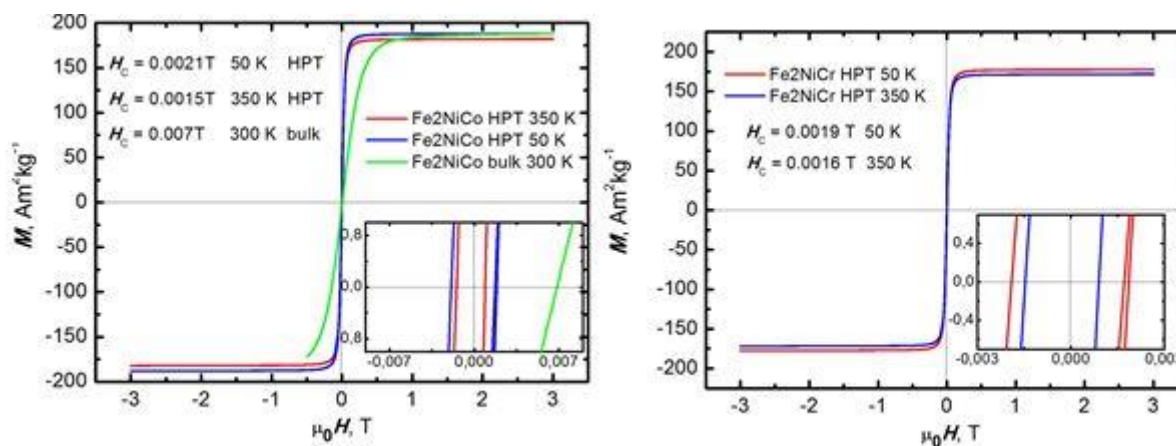 200
150
100
50
0
-50
-100
-150
-200
M, Am²kg⁻¹
H_C = 0.0021T 50 K HPT
H_C = 0.0015T 350 K HPT
H_C = 0.007T 300 K bulk
Fe2NiCo HPT 350 K
Fe2NiCo HPT 50 K
Fe2NiCo bulk 300 K
0,8
0,0
0,8
-0,007 0,000 0,007
-3 -2 -1 0 1 2 3
μ₀H, T
200
150
100
50
0
-50
-100
-150
-200
M, Am²kg⁻¹
Fe2NiCr HPT 50 K
Fe2NiCr HPT 350 K
H_C = 0.0019 T 50 K
H_C = 0.0016 T 350 K
0,4
0,0
-0,4
-0,003 0,000 0,00
-3 -2 -1 0 1 2 3
μ₀H, T